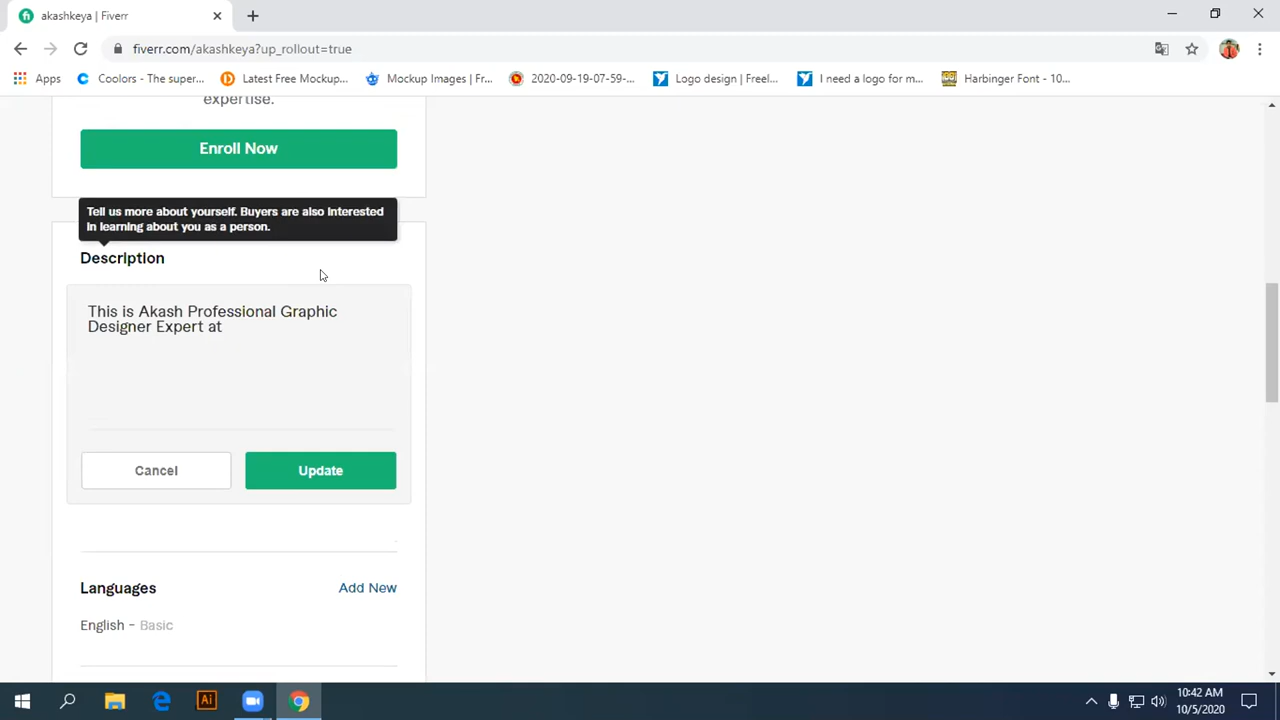 akashkeya | Fiverr
fiverr.com/akashkeya?up_rollout=true
Apps
Coolors - The super...
Latest Free Mockup...
Mockup Images | Fr...
2020-09-19-07-59-...
Logo design | Freel...
I need a logo for m...
Harbinger Font - 10...
expertise.
Enroll Now
Tell us more about yourself. Buyers are also interested
in learning about you as a person.
Description
This is Akash Professional Graphic
Designer Expert at
Cancel
Update
Languages
Add New
English - Basic
Ai
10:42 AM
10/5/2020